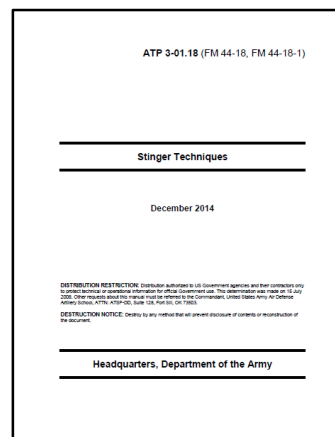 ATP 3-01.18 (FM 44-18, FM 44-18-1)
Stinger Techniques
December 2014
DISTRIBUTION RESTRICTION: Distribution authorized to US Government agencies and their contractors only
to protect technical or operational information for official Government use. This determination was made on 15 July
2008. Other requests about this manual must be referred to the Commandant, United States Army Air Defense
Artillery School, ATTN: ATSF-DD, Suite 128, Fort Sill, OK 73503.
DESTRUCTION NOTICE: Destroy by any method that will prevent disclosure of contents or reconstruction of
the document.
Headquarters, Department of the Army